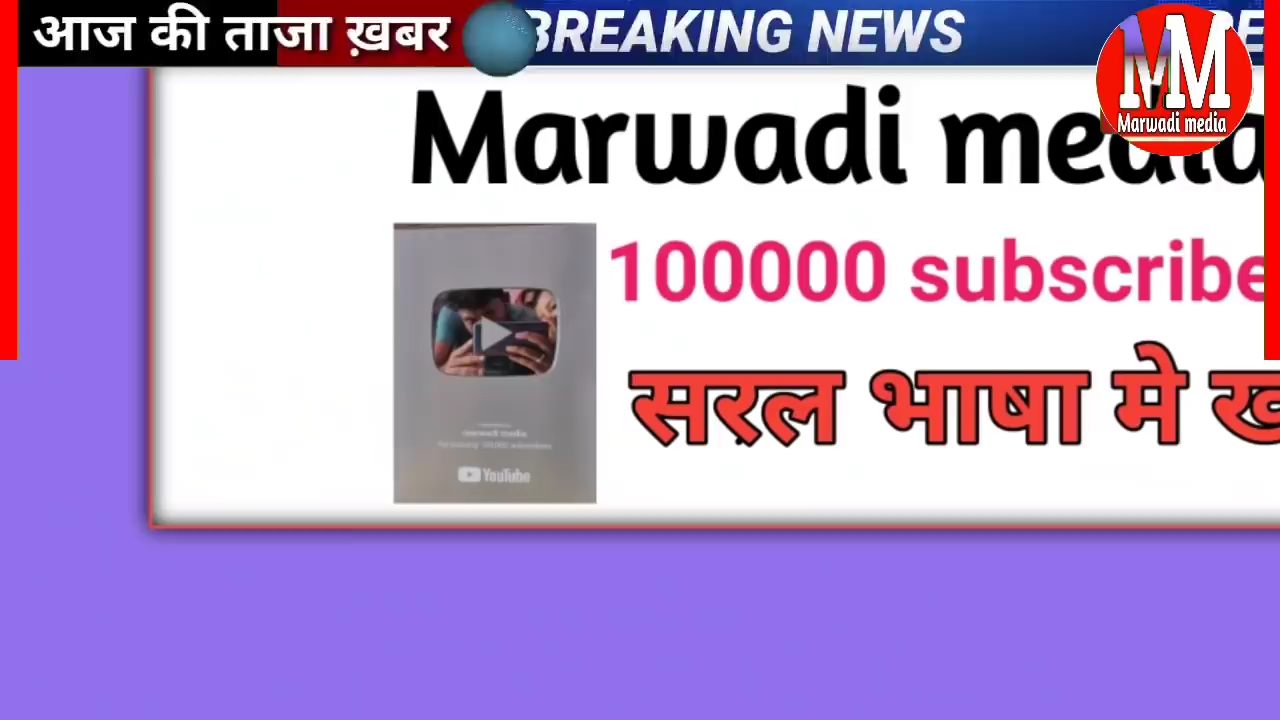 आज की ताजा ख़बर
BREAKING NEWS
MM
Marwadi media
Marwadi media
100000 subscribe
सरल भाषा मे ख
YouTube